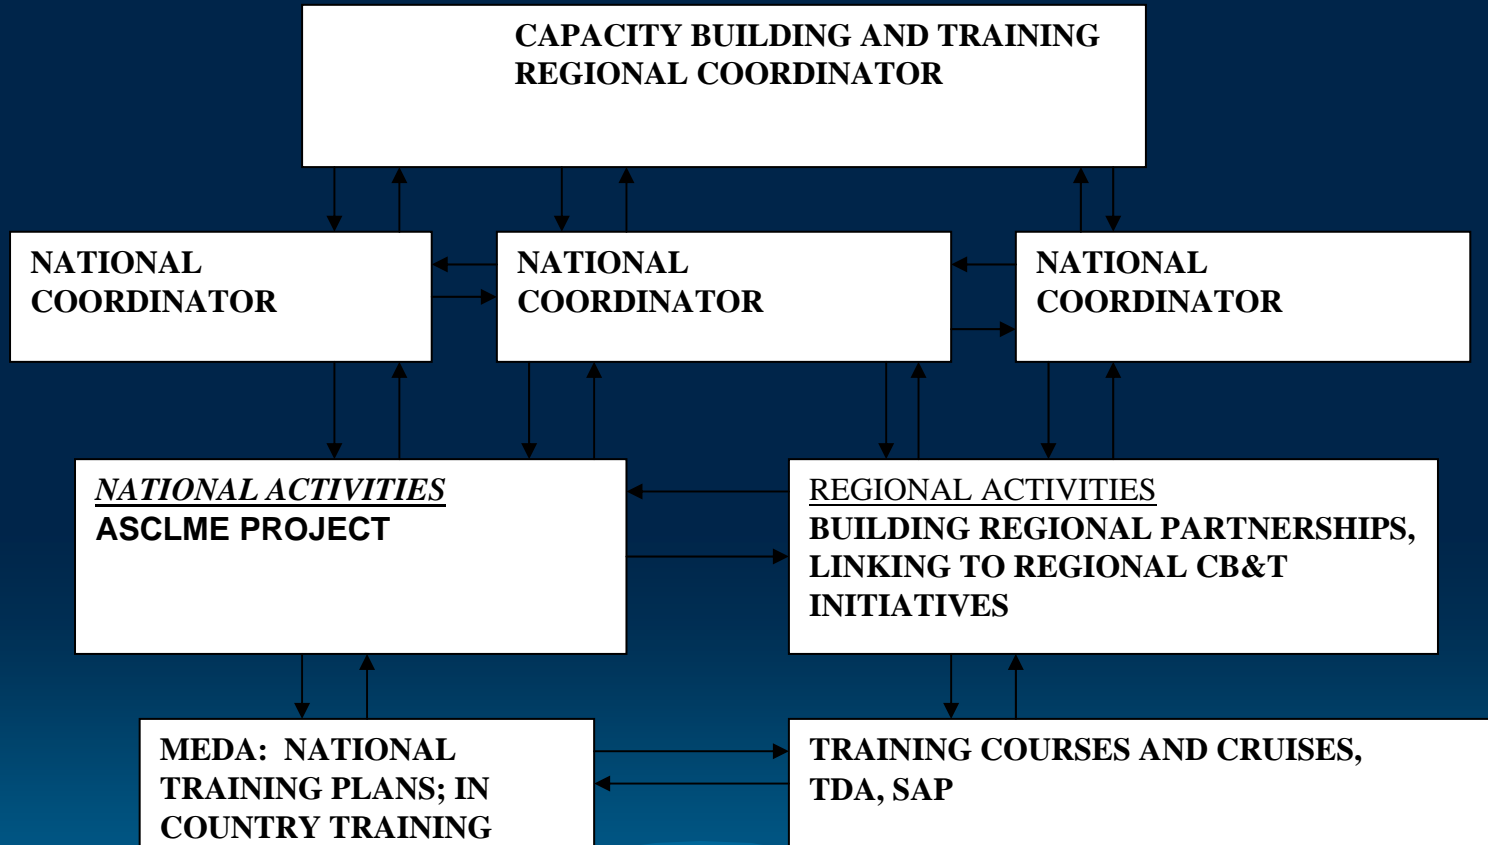 CAPACITY BUILDING AND TRAINING
REGIONAL COORDINATOR
NATIONAL
COORDINATOR
NATIONAL
COORDINATOR
NATIONAL
COORDINATOR
NATIONAL ACTIVITIES
ASCLME PROJECT
REGIONAL ACTIVITIES
BUILDING REGIONAL PARTNERSHIPS,
LINKING TO REGIONAL CB&T
INITIATIVES
MEDA:  NATIONAL
TRAINING PLANS; IN
COUNTRY TRAINING
TRAINING COURSES AND CRUISES,
TDA, SAP